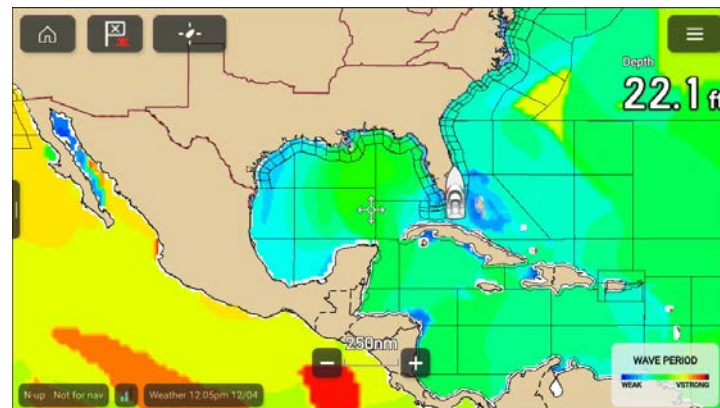 Depth
22.1 ft
250nm
WAVE PERIOD
WEAK VSTRONG
N-up Not for nav
Weather 12:05pm 12/04